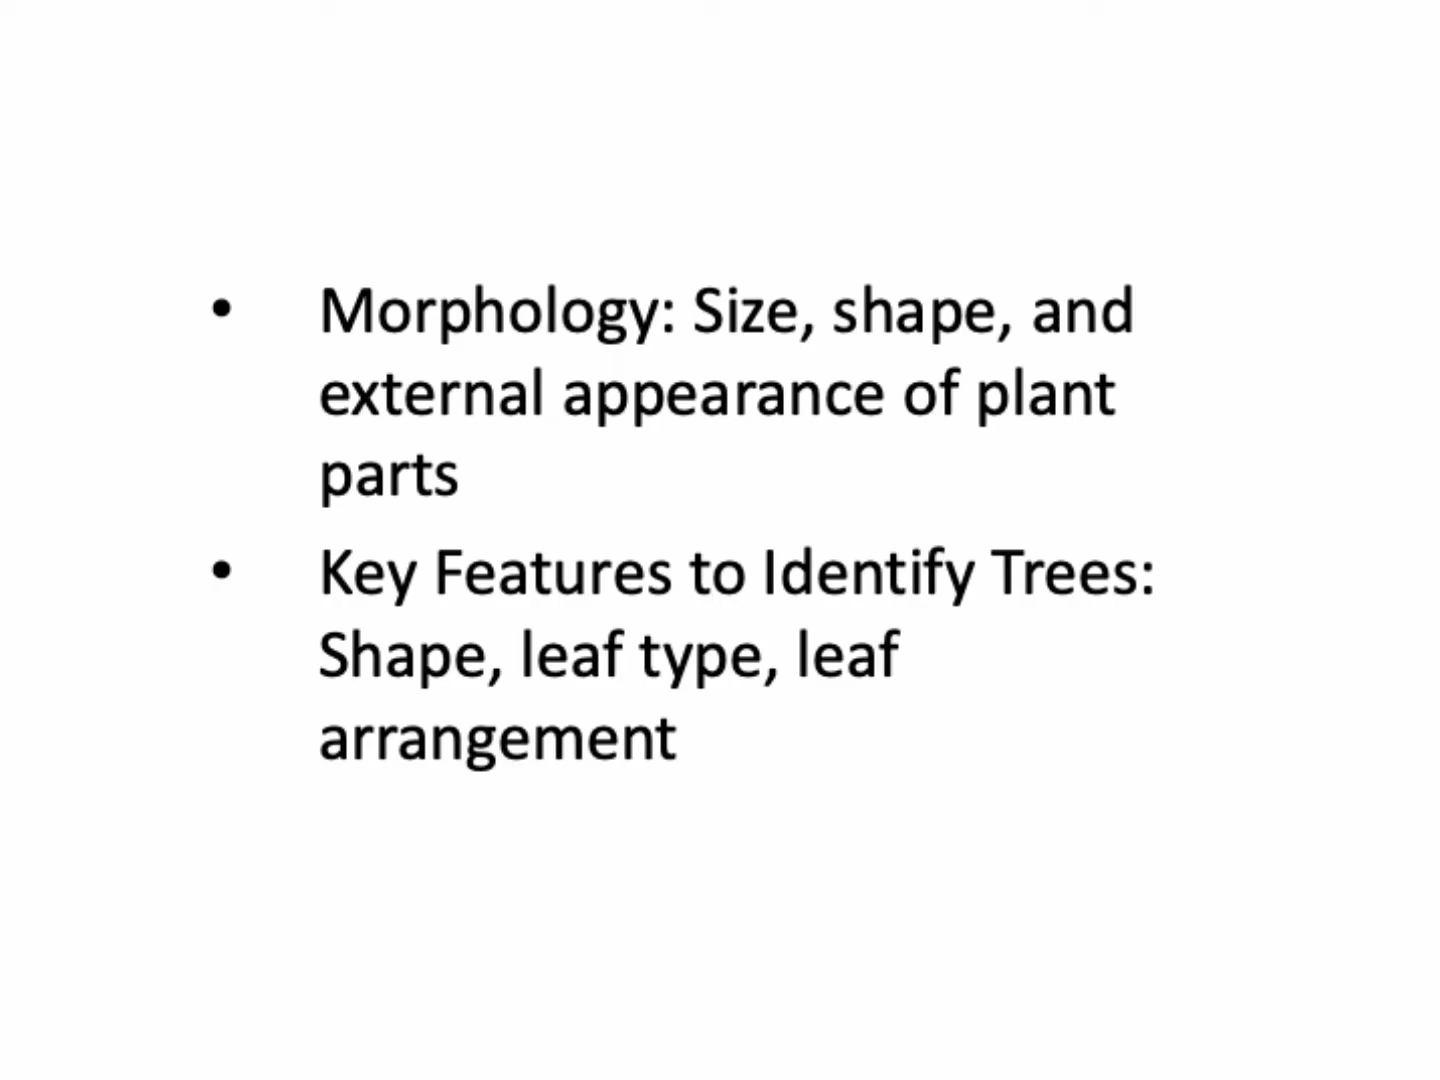 • Morphology: Size, shape, and
external appearance of plant
parts
• Key Features to Identify Trees:
Shape, leaf type, leaf
arrangement